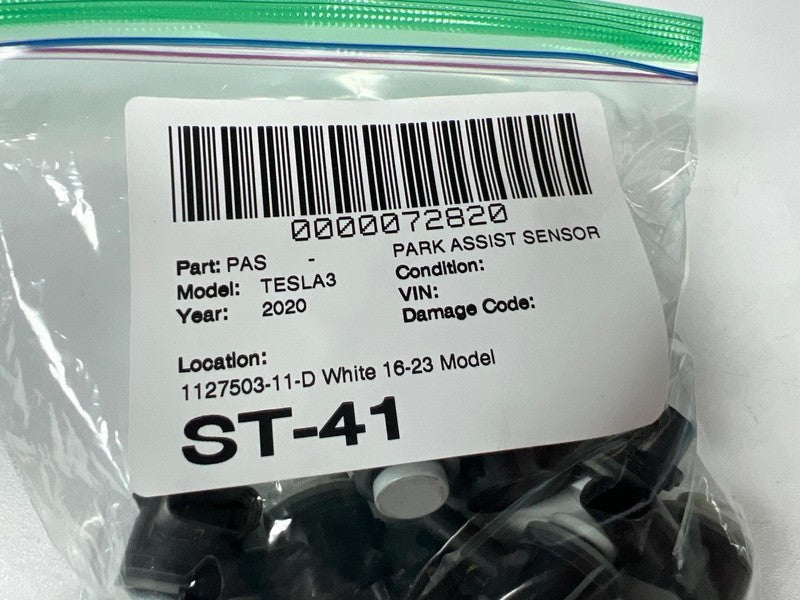 0000072820
Part: PAS - PARK ASSIST SENSOR
Model: TESLA3 Condition:
Year: 2020 VIN:
Damage Code:
Location:
1127503-11-D White 16-23 Model
ST-41